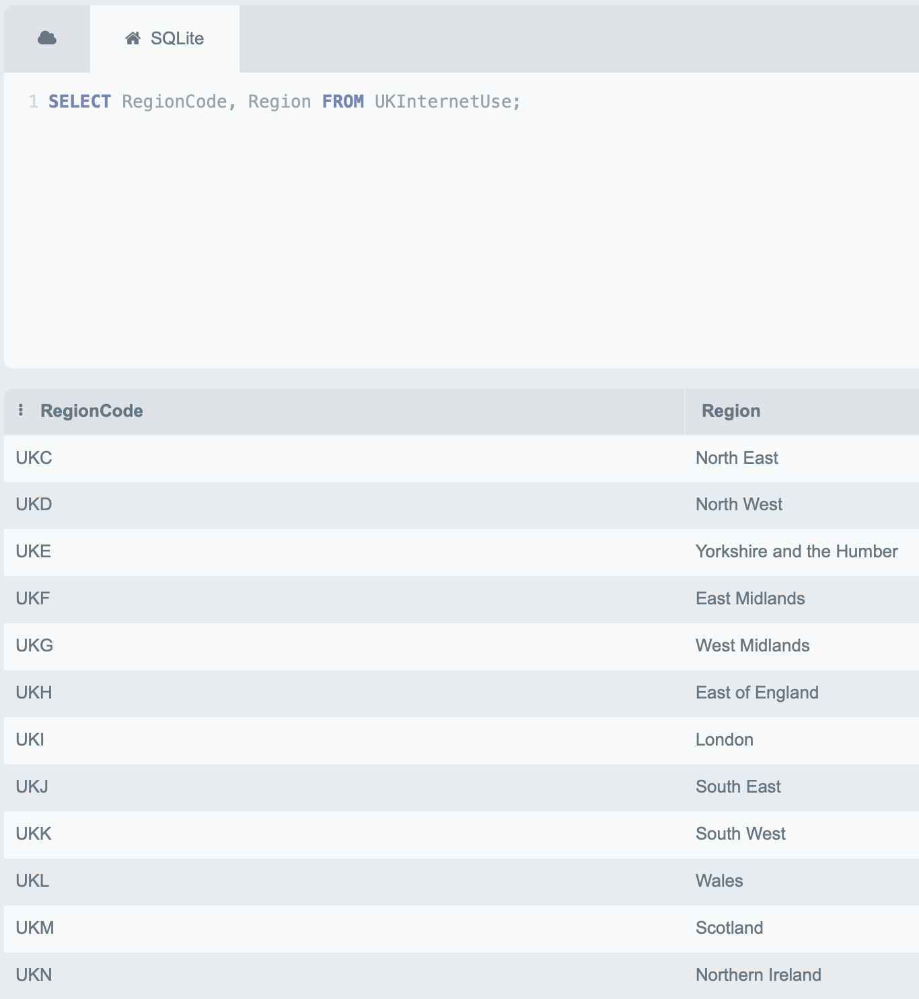 SQLite
1 SELECT RegionCode, Region FROM UKInternetUse;
RegionCode Region
UKC North East
UKD North West
UKE Yorkshire and the Humber
UKF East Midlands
UKG West Midlands
UKH East of England
UKI London
UKJ South East
UKK South West
UKL Wales
UKM Scotland
UKN Northern Ireland